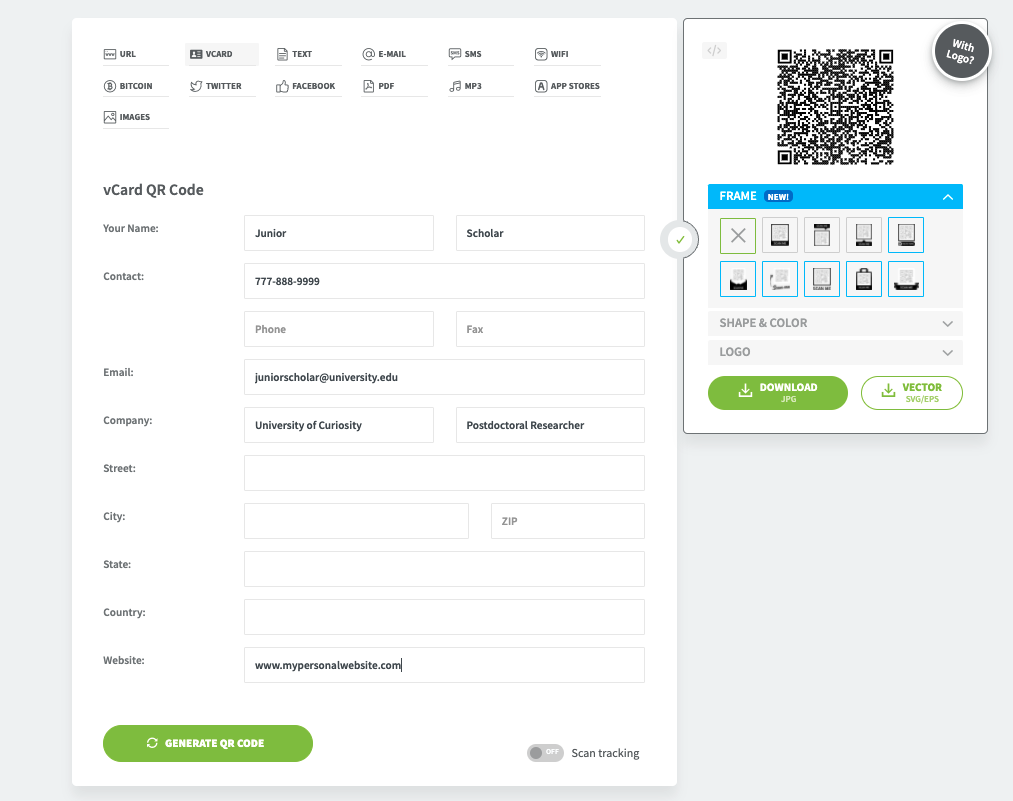 URL
VCARD
TEXT
E-MAIL
SMS
WIFI
BITCOIN
TWITTER
FACEBOOK
PDF
MP3
APP STORES
IMAGES
vCard QR Code
Your Name:
Junior
Scholar
Contact:
777-888-9999
Phone
Fax
Email:
juniorscholar@university.edu
Company:
University of Curiosity
Postdoctoral Researcher
Street:
City:
ZIP
State:
Country:
Website:
www.mypersonalwebsite.com
GENERATE QR CODE
OFF
Scan tracking
</>
With
Logo?
FRAME NEW!
SCAN ME
SHAPE & COLOR
LOGO
DOWNLOAD
JPG
VECTOR
SVG/EPS